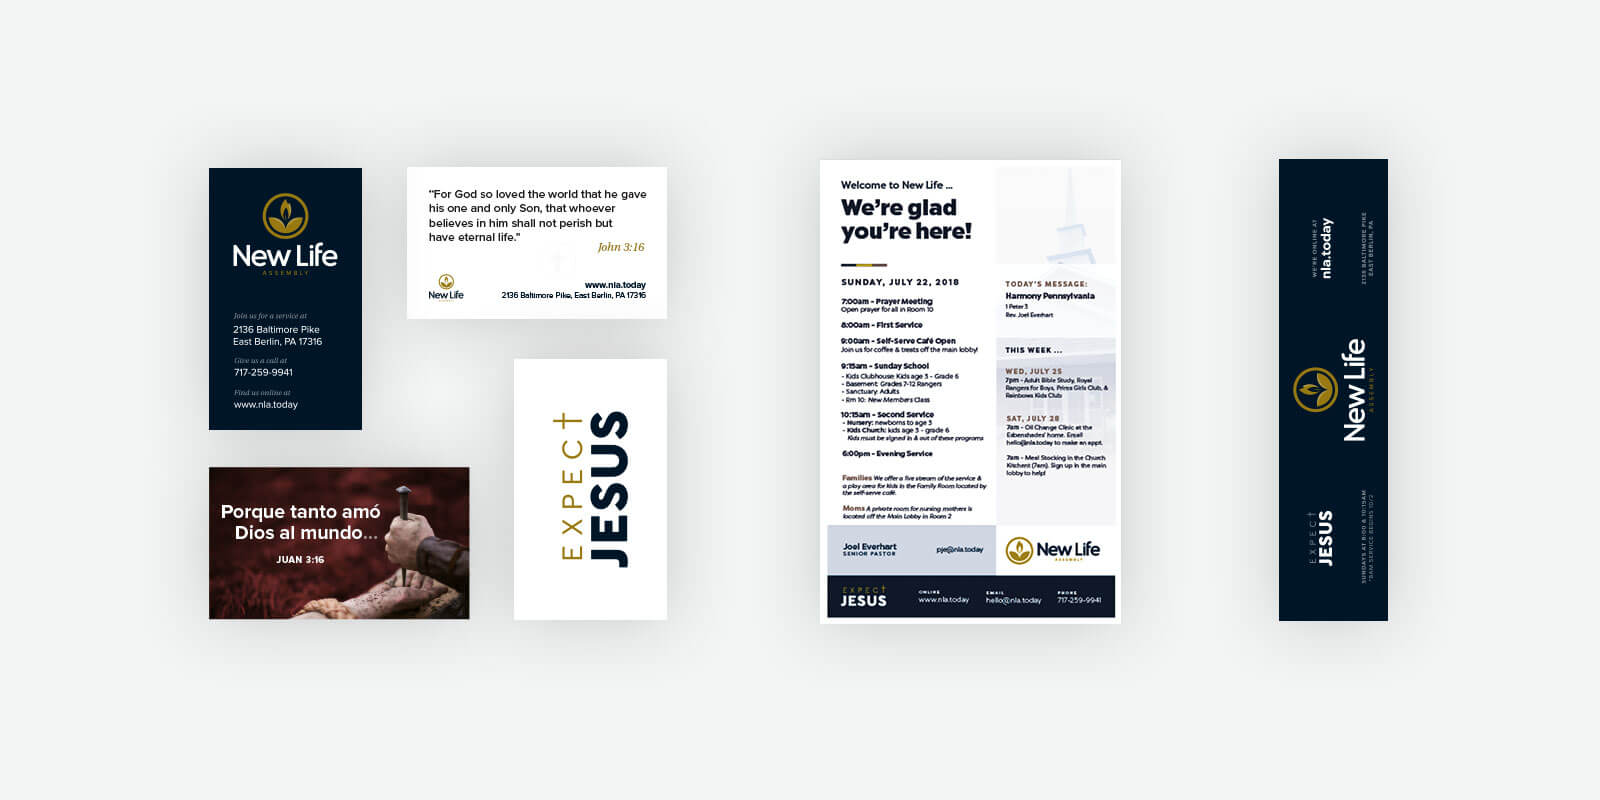 New Life
ASSEMBLY
Join us for a service at
2136 Baltimore Pike
East Berlin, PA 17316
Give us a call at
717-259-9941
Find us online at
www.nla.today
"For God so loved the world that he gave
his one and only Son, that whoever
believes in him shall not perish but
have eternal life."
John 3:16
New Life
www.nla.today
2136 Baltimore Pike, East Berlin, PA 17316
Porque tanto amó
Dios al mundo...
JUAN 3:16
EXPECT
JESUS
Welcome to New Life ...
We're glad
you're here!
SUNDAY, JULY 22, 2018
7:00am - Prayer Meeting
Open prayer for all in Room 10
8:00am - First Service
9:00am - Self-Serve Café Open
Join us for coffee & treats off the main lobby!
9:15am - Sunday School
- Kids Clubhouse: Kids age 3 - Grade 6
- Basement: Grades 7-12 Rangers
- Sanctuary: Adults
- Rm 10: New Members Class
10:15am - Second Service
- Nursery: newborns to age 3
- Kids Church: kids age 3 - grade 6
Kids must be signed in & out of these programs
6:00pm - Evening Service
Families We offer a live stream of the service &
a play area for kids in the Family Room located by
the self-serve café.
Moms A private room for nursing mothers is
located off the Main Lobby in Room 2
TODAY'S MESSAGE:
Harmony Pennsylvania
1 Peter 3
Rev. Joel Everhart
THIS WEEK ...
WED, JULY 25
7pm - Adult Bible Study, Royal
Rangers for Boys, Prims Girls Club, &
Rainbows Kids Club
SAT, JULY 28
7am - Oil Change Clinic at the
Eabenshades' home. Email
hello@nla.today to make an appt.
7am - Meal Stocking in the Church
Kitchen! (7am). Sign up in the main
lobby to help!
Joel Everhart
SENIOR PASTOR
pje@nla.today
New Life
ASSEMBLY
EXPECT
JESUS
ONLINE
www.nla.today
EMAIL
hello@nla.today
PHONE
717-259-9941
WE'RE ONLINE AT
nla.today
2136 BALTIMORE PIKE
EAST BERLIN, PA
New Life
ASSEMBLY
EXPECT
JESUS
SUNDAYS AT 8:00 & 10:15AM
*9AM SERVICE BEGINS 10/2